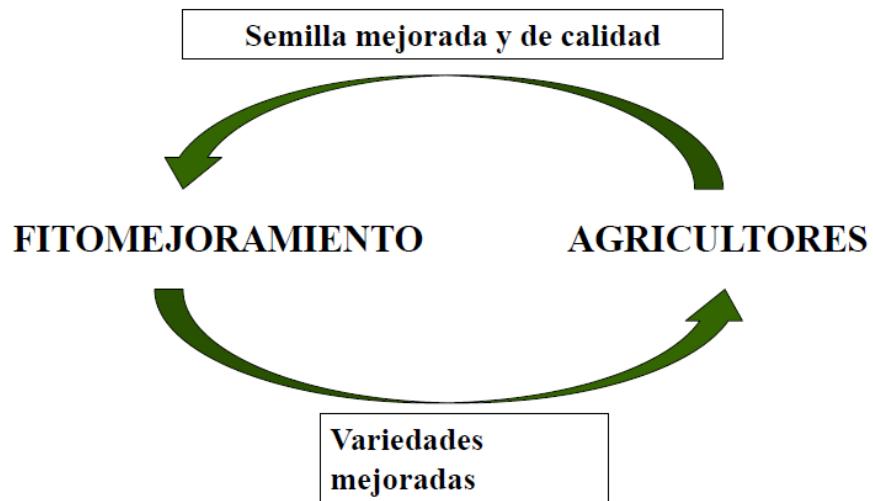 Semilla mejorada y de calidad
FITOMEJORAMIENTO
AGRICULTORES
Variedades
mejoradas